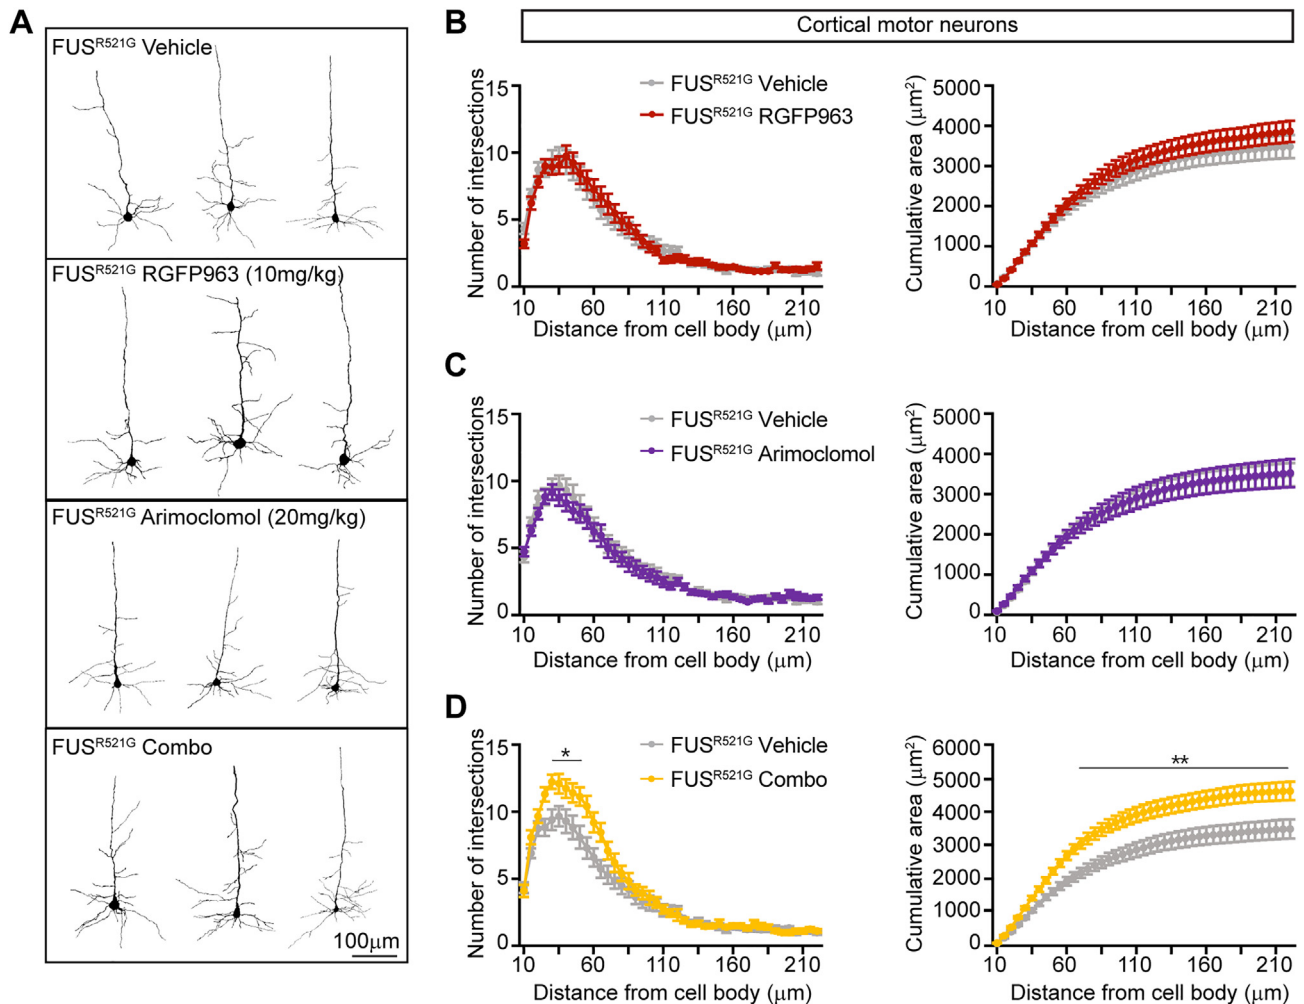 A
FUSR521G Vehicle
FUSR521G RGFP963 (10mg/kg)
FUSR521G Arimoclomol (20mg/kg)
FUSR521G Combo
100μm
B
Cortical motor neurons
Number of intersections
15
10
5
0
FUSR521G Vehicle
FUSR521G RGFP963
10 60 110 160 210
Distance from cell body (μm)
Cumulative area (μm2)
5000
4000
3000
2000
1000
0
10 60 110 160 210
Distance from cell body (μm)
C
Number of intersections
15
10
5
0
FUSR521G Vehicle
FUSR521G Arimoclomol
10 60 110 160 210
Distance from cell body (μm)
Cumulative area (μm2)
5000
4000
3000
2000
1000
0
10 60 110 160 210
Distance from cell body (μm)
D
Number of intersections
15
10
5
0
*
FUSR521G Vehicle
FUSR521G Combo
10 60 110 160 210
Distance from cell body (μm)
Cumulative area (μm2)
6000
5000
4000
3000
2000
1000
0
**
10 60 110 160 210
Distance from cell body (μm)